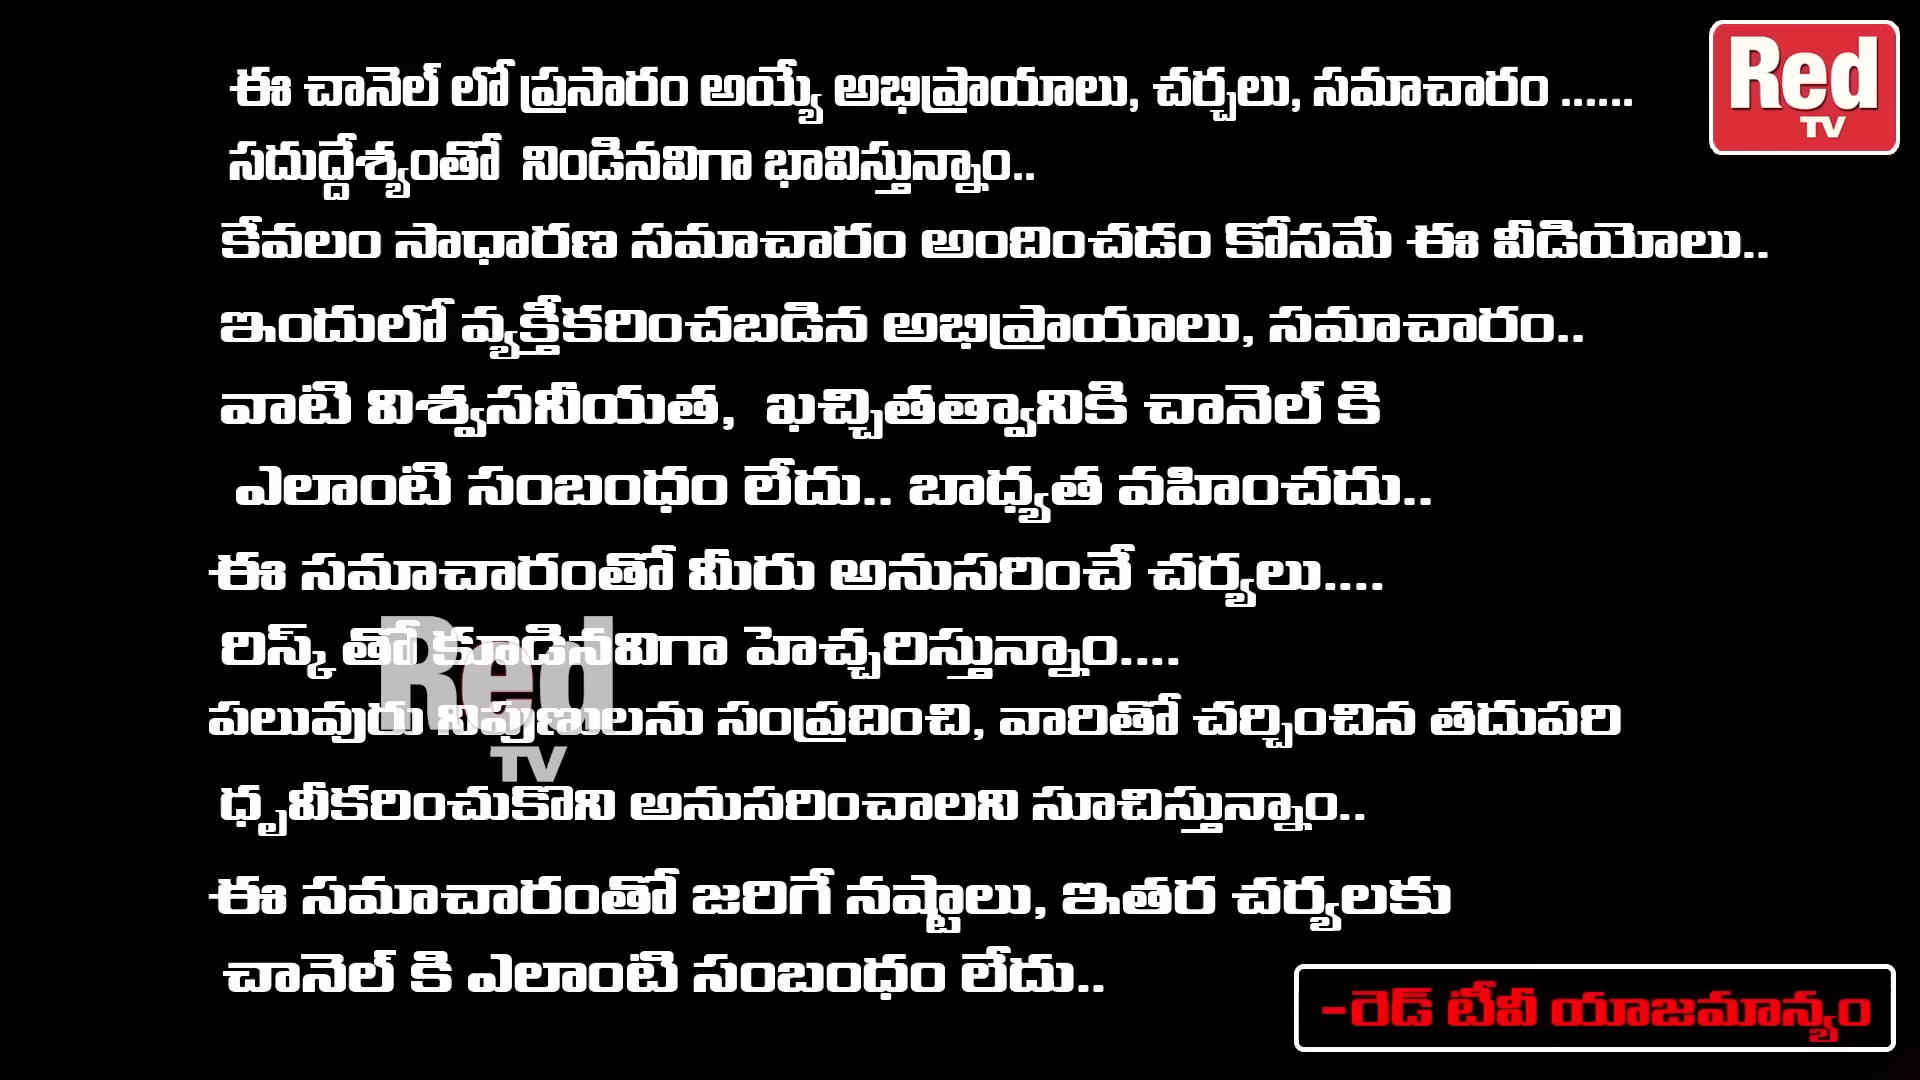 ఈ చానెల్ లో ప్రసారం అయ్యే అభిప్రాయాలు, చర్చలు, సమాచారం ......
Red
TV
సదుద్దేశ్యంతో నిండినవిగా భావిస్తున్నాం..
కేవలం సాధారణ సమాచారం అందించడం కోసమే ఈ వీడియోలు..
ఇందులో వ్యక్తీకరించబడిన అభిప్రాయాలు, సమాచారం..
వాటి విశ్వసనీయత, ఖచ్చితత్వానికి చానెల్ కి
ఎలాంటి సంబంధం లేదు.. బాధ్యత వహించదు..
ఈ సమాచారంతో మీరు అనుసరించే చర్యలు....
రిస్క్ తో కూడినవిగా హెచ్చరిస్తున్నాం....
Red
TV
పలువురు నిపుణులను సంప్రదించి, వారితో చర్చించిన తదుపరి
ధృవీకరించుకొని అనుసరించాలని సూచిస్తున్నాం..
ఈ సమాచారంతో జరిగే నష్టాలు, ఇతర చర్యలకు
చానెల్ కి ఎలాంటి సంబంధం లేదు..
-రెడ్ టీవీ యాజమాన్యం